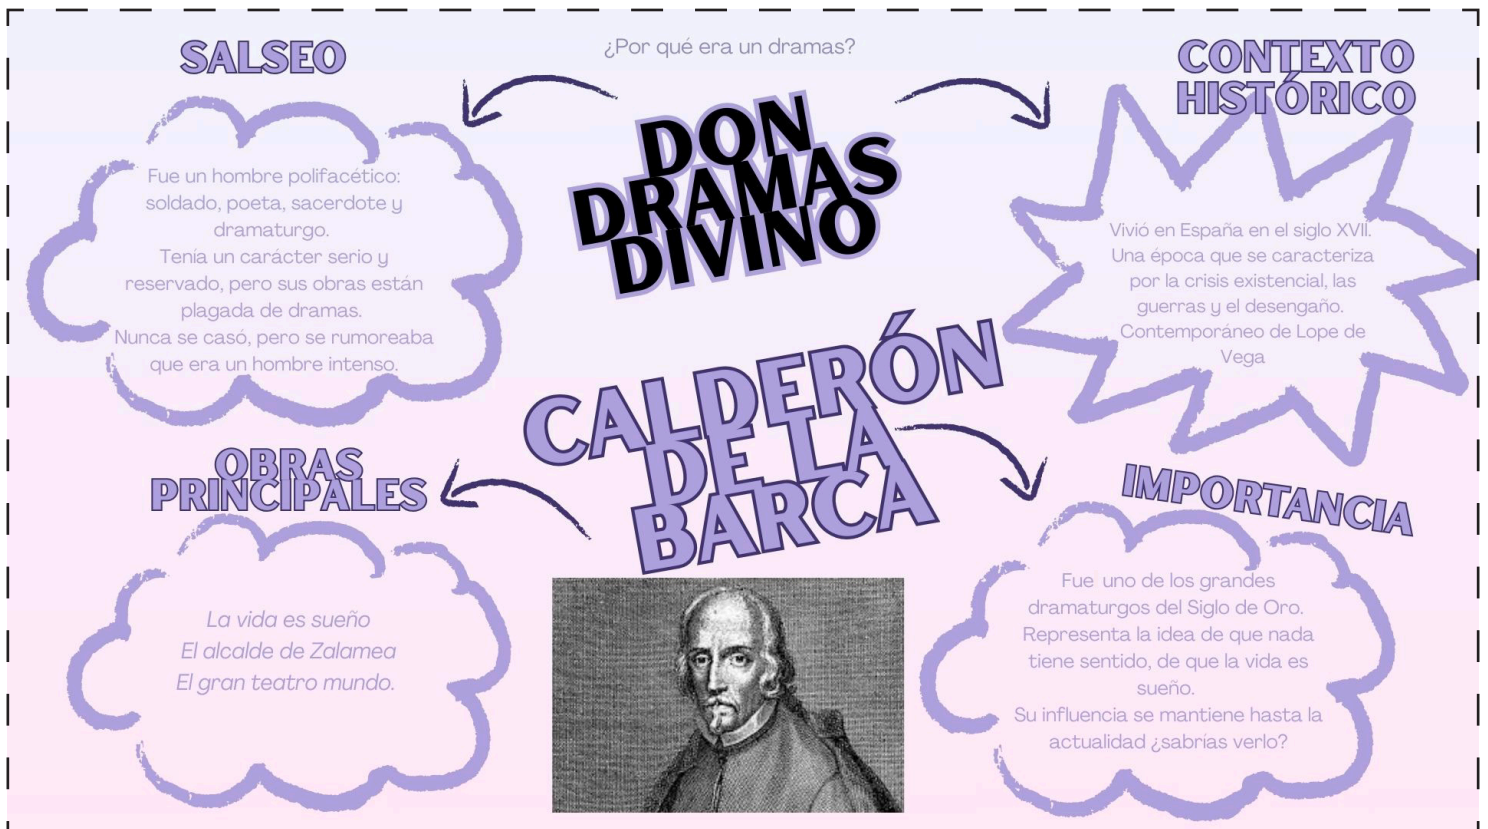 ¿Por qué era un dramas?
DON
DRAMAS
DIVINO
CALDERÓN
DE LA
BARCA
SALSEO
Fue un hombre polifacético:
soldado, poeta, sacerdote y
dramaturgo.
Tenía un carácter serio y
reservado, pero sus obras están
plagada de dramas.
Nunca se casó, pero se rumoreaba
que era un hombre intenso.
CONTEXTO
HISTÓRICO
Vivió en España en el siglo XVII.
Una época que se caracteriza
por la crisis existencial, las
guerras y el desengaño.
Contemporáneo de Lope de
Vega
OBRAS
PRINCIPALES
La vida es sueño
El alcalde de Zalamea
El gran teatro mundo.
IMPORTANCIA
Fue uno de los grandes
dramaturgos del Siglo de Oro.
Representa la idea de que nada
tiene sentido, de que la vida es
sueño.
Su influencia se mantiene hasta la
actualidad ¿sabrías verlo?